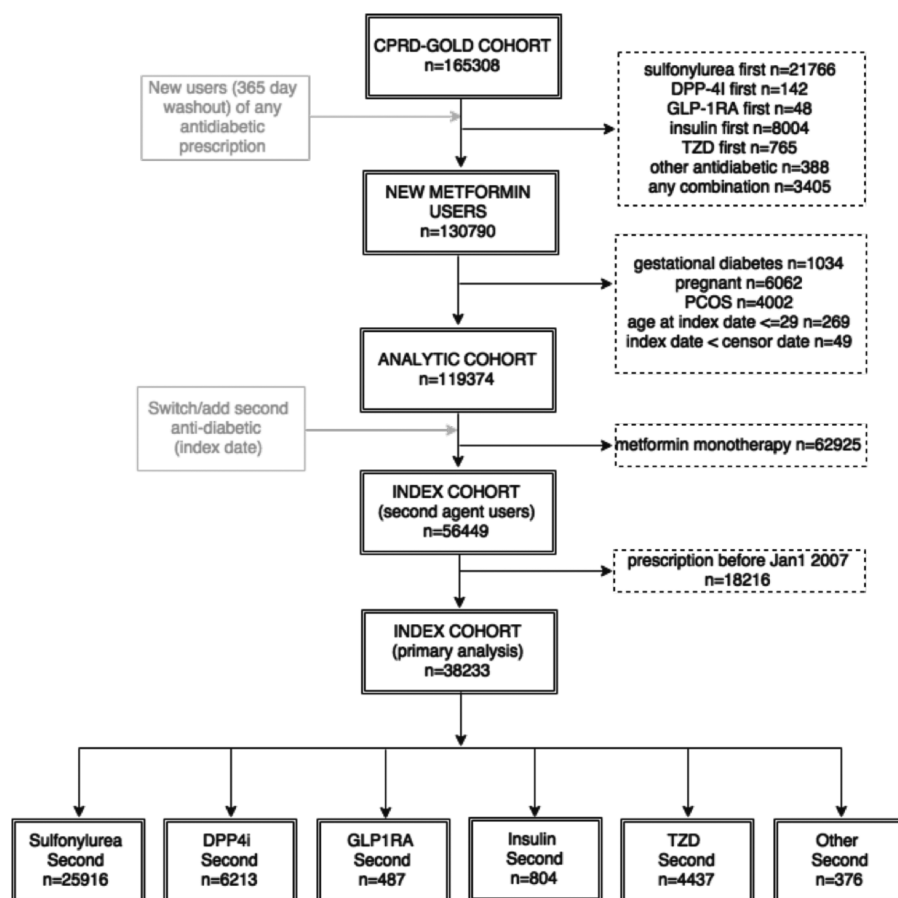 CPRD-GOLD COHORT
n=165308
New users (365 day
washout) of any
antidiabetic
prescription
sulfonylurea first n=21766
DPP-4I first n=142
GLP-1RA first n=48
insulin first n=8004
TZD first n=765
other antidiabetic n=388
any combination n=3405
NEW METFORMIN
USERS
n=130790
gestational diabetes n=1034
pregnant n=6062
PCOS n=4002
age at index date <=29 n=269
index date < censor date n=49
ANALYTIC COHORT
n=119374
Switch/add second
anti-diabetic
(index date)
metformin monotherapy n=62925
INDEX COHORT
(second agent users)
n=56449
prescription before Jan1 2007
n=18216
INDEX COHORT
(primary analysis)
n=38233
Sulfonylurea
Second
n=25916
DPP4i
Second
n=6213
GLP1RA
Second
n=487
Insulin
Second
n=804
TZD
Second
n=4437
Other
Second
n=376